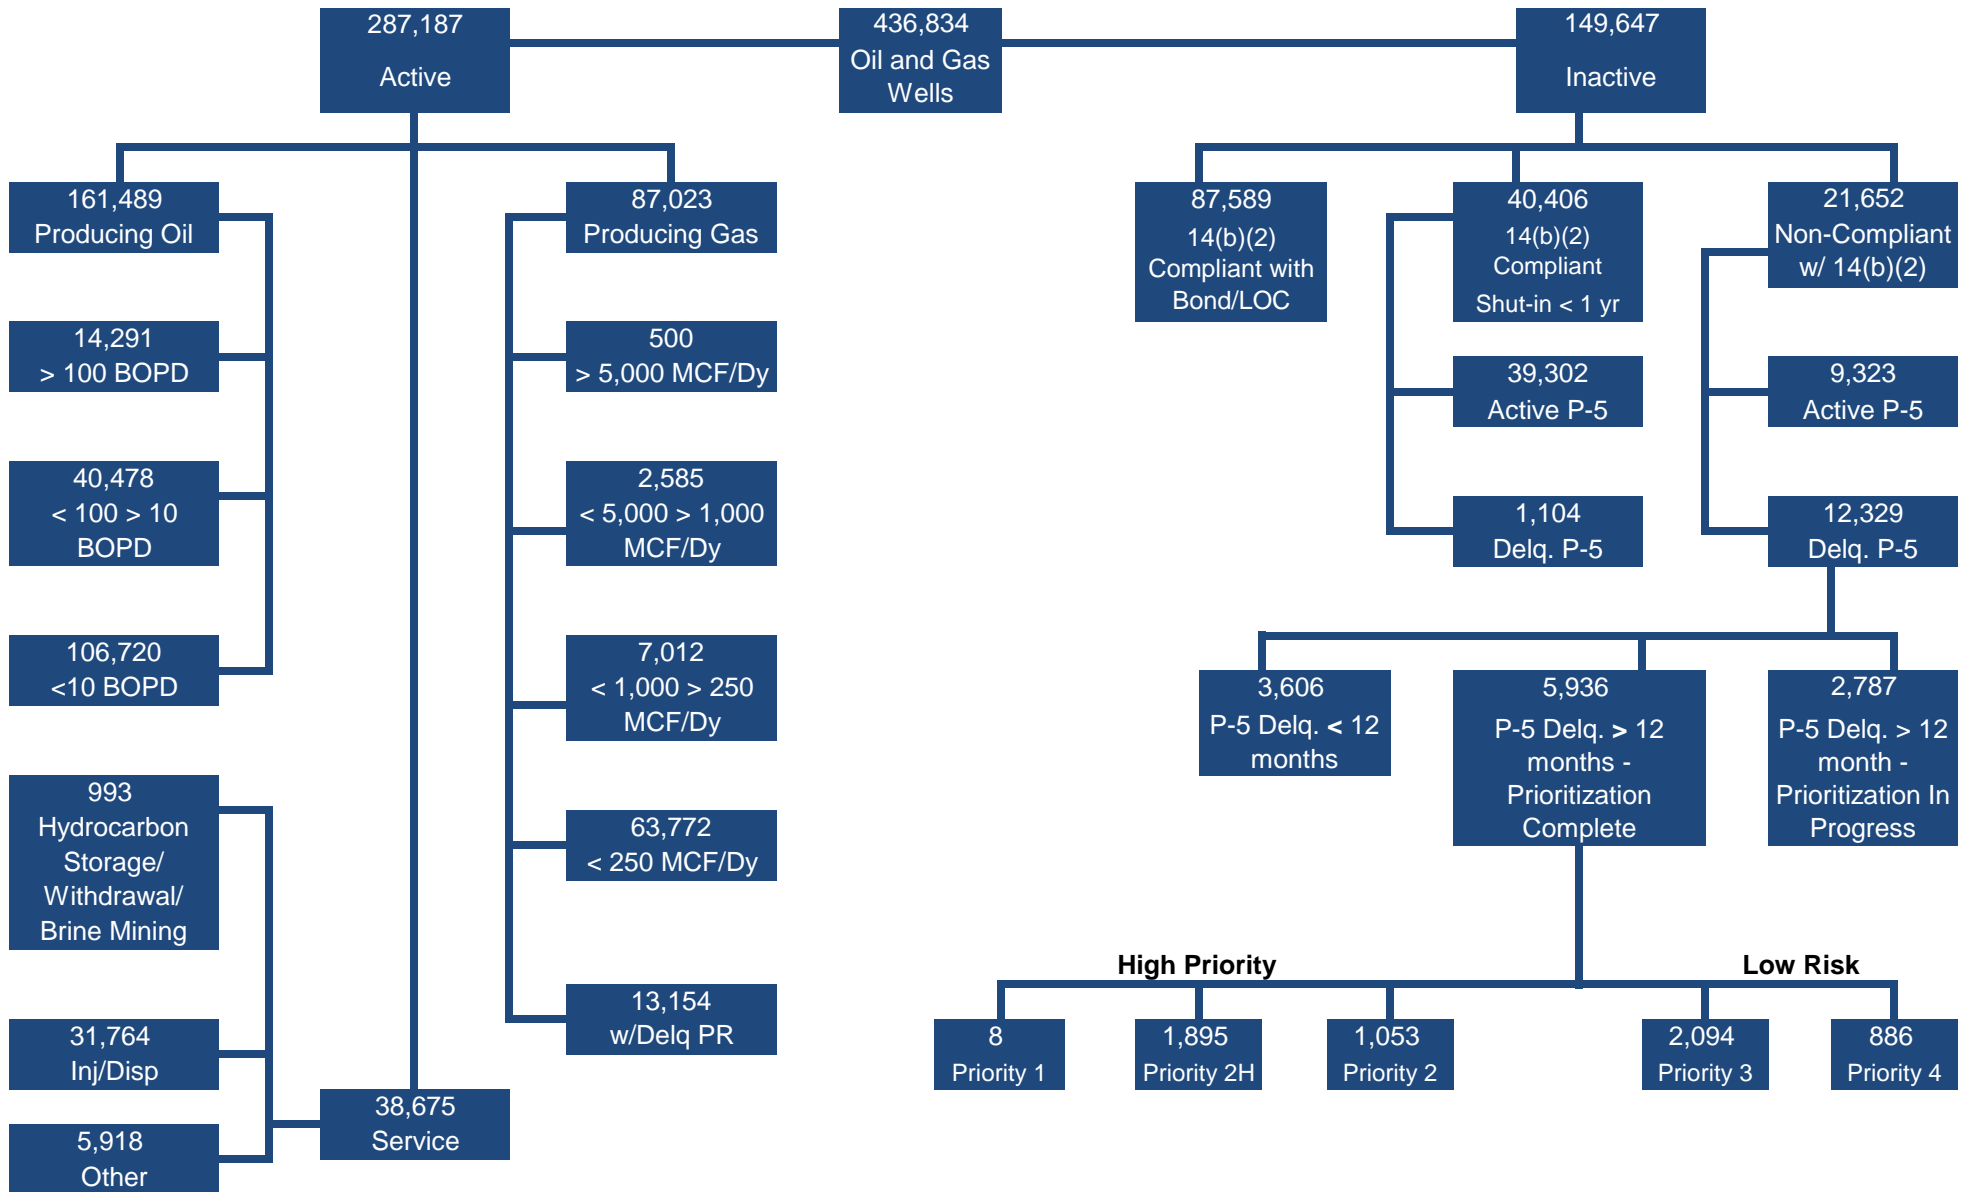 287,187
Active
436,834
Oil and Gas
Wells
149,647
Inactive
161,489
Producing Oil
87,023
Producing Gas
87,589
14(b)(2)
Compliant with
Bond/LOC
40,406
14(b)(2)
Compliant
Shut-in < 1 yr
21,652
Non-Compliant
w/ 14(b)(2)
14,291
> 100 BOPD
500
> 5,000 MCF/Dy
39,302
Active P-5
9,323
Active P-5
40,478
< 100 > 10
BOPD
2,585
< 5,000 > 1,000
MCF/Dy
1,104
Delq. P-5
12,329
Delq. P-5
106,720
<10 BOPD
7,012
< 1,000 > 250
MCF/Dy
3,606
P-5 Delq. < 12
months
5,936
P-5 Delq. > 12
months -
Prioritization
Complete
2,787
P-5 Delq. > 12
month -
Prioritization In
Progress
993
Hydrocarbon
Storage/
Withdrawal/
Brine Mining
63,772
< 250 MCF/Dy
High Priority
Low Risk
13,154
w/Delq PR
8
Priority 1
1,895
Priority 2H
1,053
Priority 2
2,094
Priority 3
886
Priority 4
31,764
Inj/Disp
38,675
Service
5,918
Other